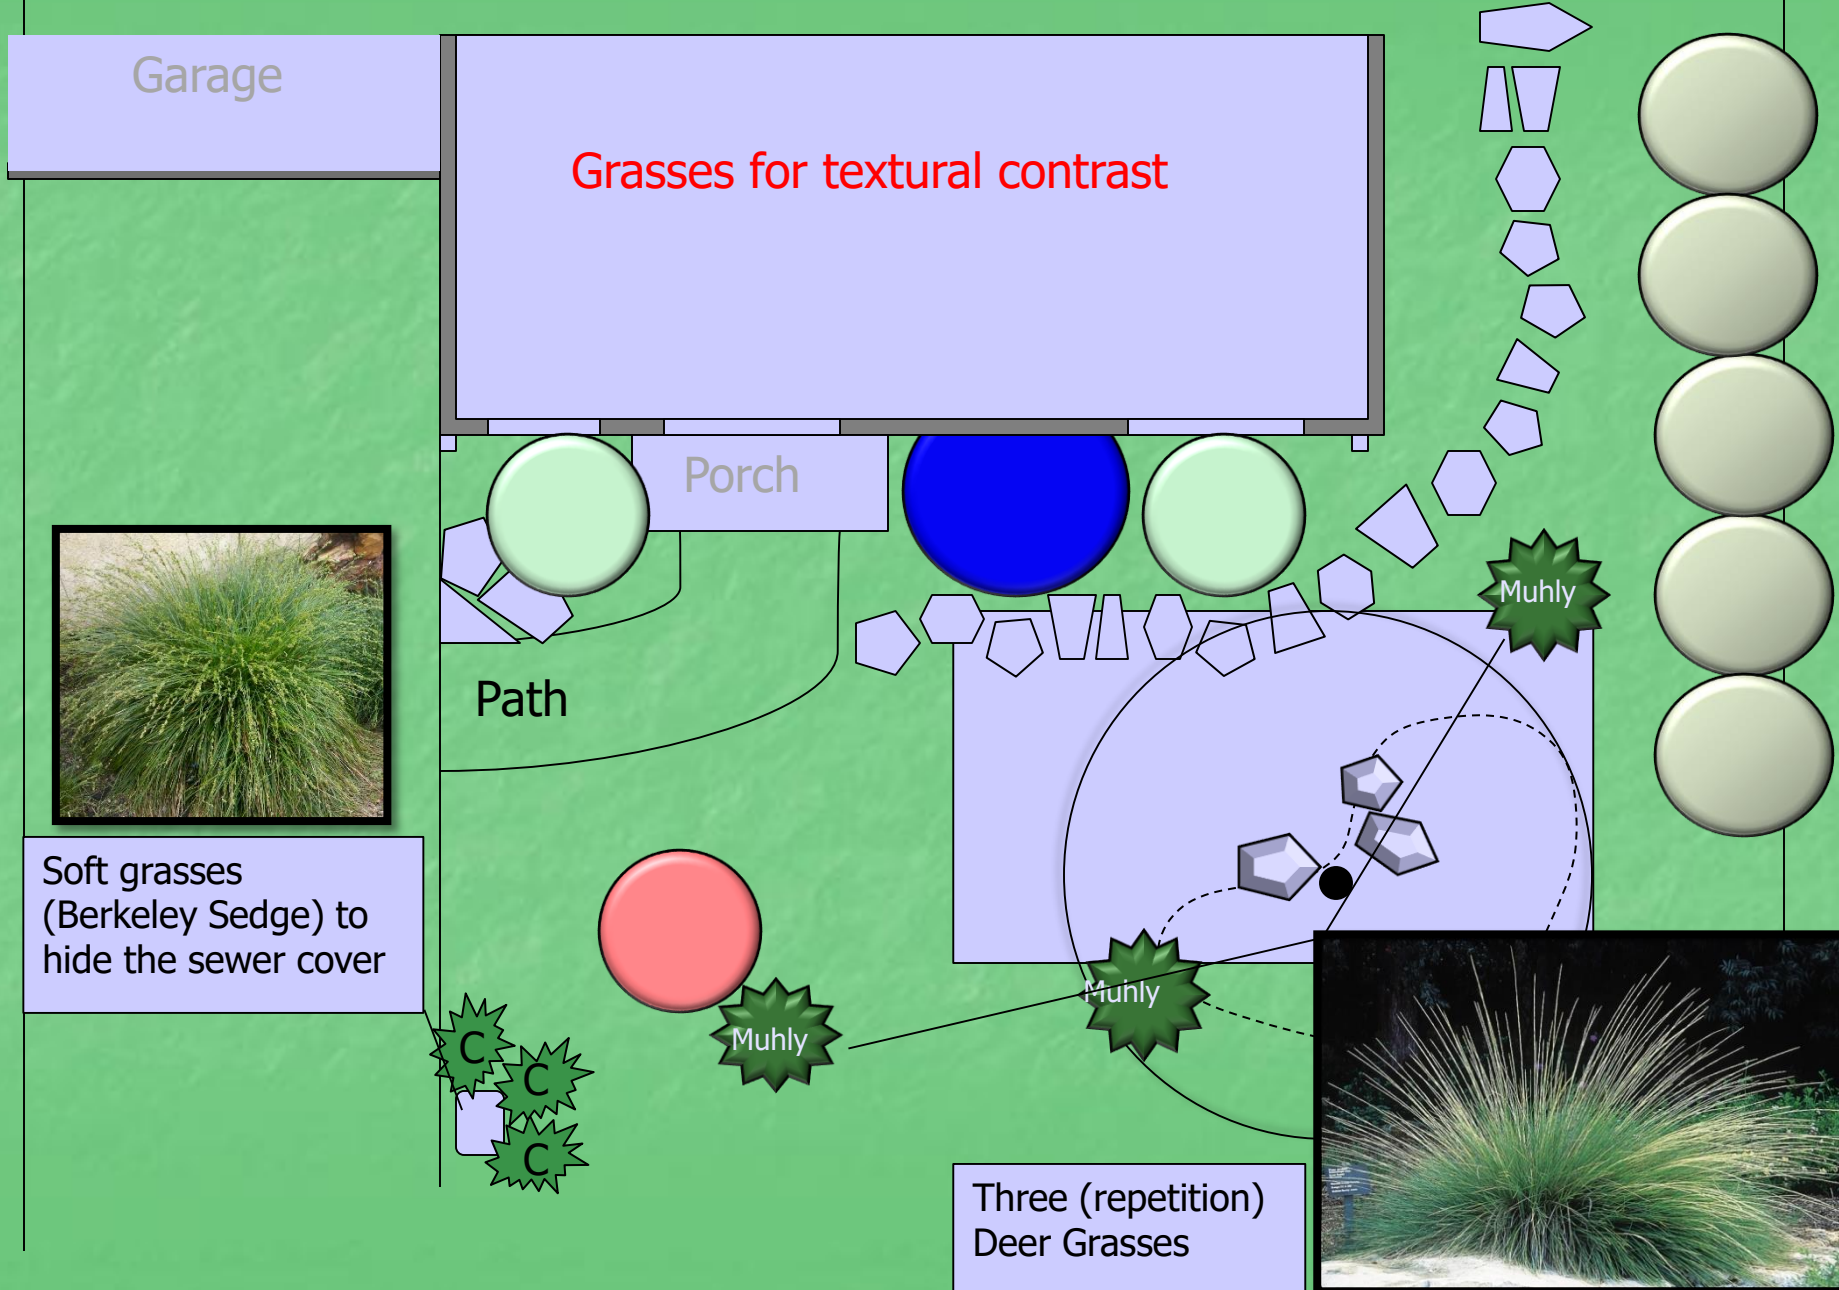 Garage
Grasses for textural contrast
Porch
Muhly
Path
Soft grasses
(Berkeley Sedge) to
hide the sewer cover
Muhly
Muhly
C
C
C
Three (repetition)
Deer Grasses